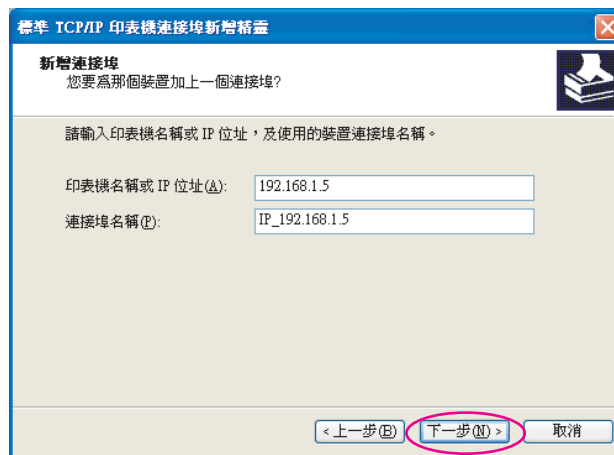 標準 TCP/IP 印表機連接埠新增精靈
新增連接埠
您要為那個裝置加上一個連接埠?
請輸入印表機名稱或 IP 位址，及使用的裝置連接埠名稱。
印表機名稱或 IP 位址(A): 192.168.1.5
連接埠名稱(P): IP_192.168.1.5
<上一步(B) 下一步(N)> 取消